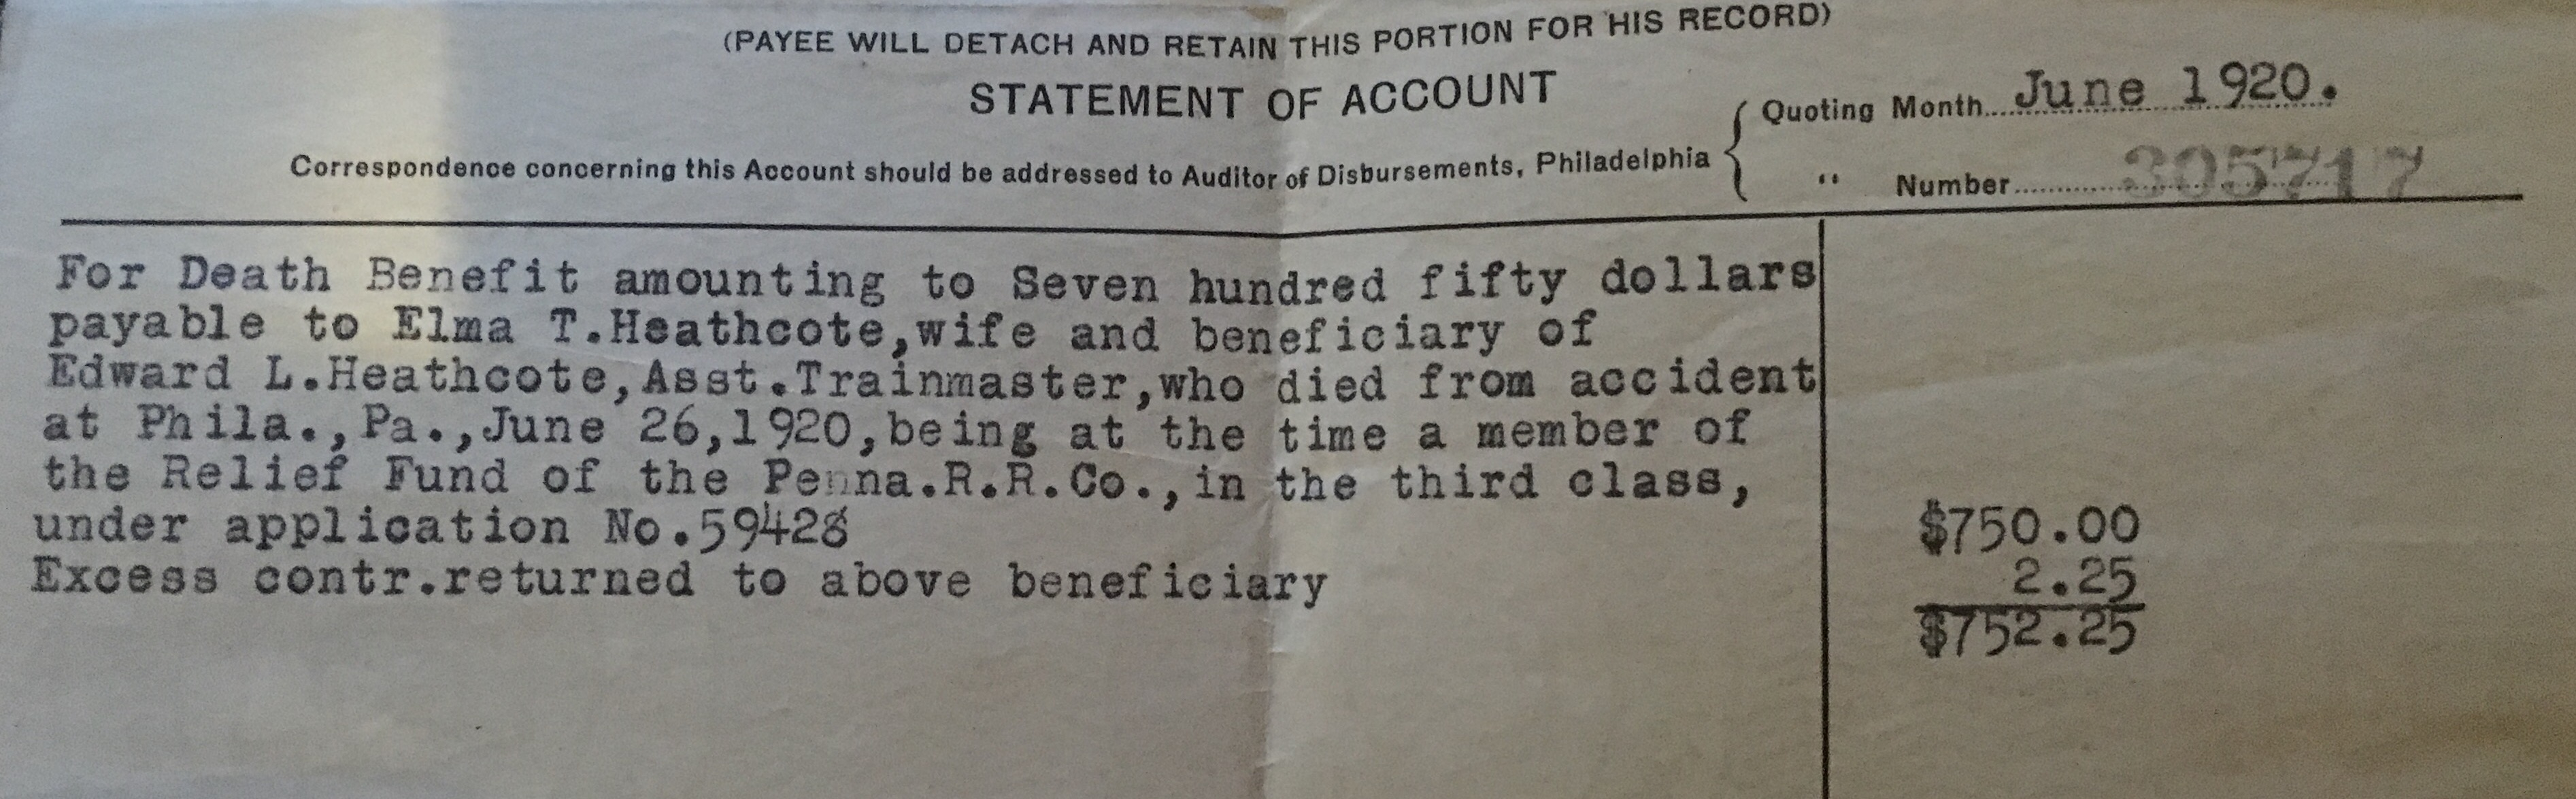 (PAYEE WILL DETACH AND RETAIN THIS PORTION FOR HIS RECORD)
STATEMENT OF ACCOUNT
Correspondence concerning this Account should be addressed to Auditor of Disbursements, Philadelphia { Quoting Month.... June 1920.
" Number.... 305717
For Death Benefit amounting to Seven hundred fifty dollars
payable to Elma T.Heathcote,wife and beneficiary of
Edward L.Heathcote,Asst.Trainmaster,who died from accident
at Phila.,Pa.,June 26,1920,being at the time a member of
the Relief Fund of the Penna.R.R.Co.,in the third class,
under application No.59428 $750.00
Excess contr.returned to above beneficiary 2.25
$752.25